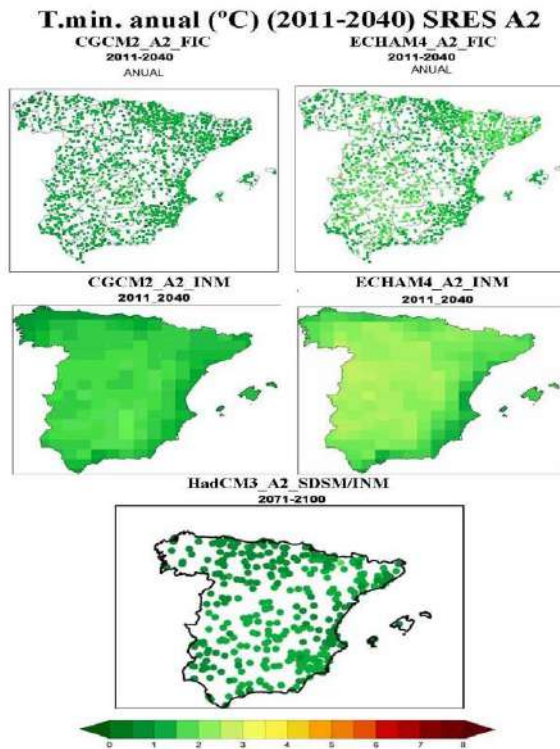 T.min. anual (ºC) (2011-2040) SRES A2
CGCM2_A2_FIC
2011-2040
ANUAL
ECHAM4_A2_FIC
2011-2040
ANUAL
CGCM2_A2_INM
2011_2040
ECHAM4_A2_INM
2011_2040
HadCM3_A2_SDSM/INM
2071-2100
0 1 2 3 4 5 6 7 8